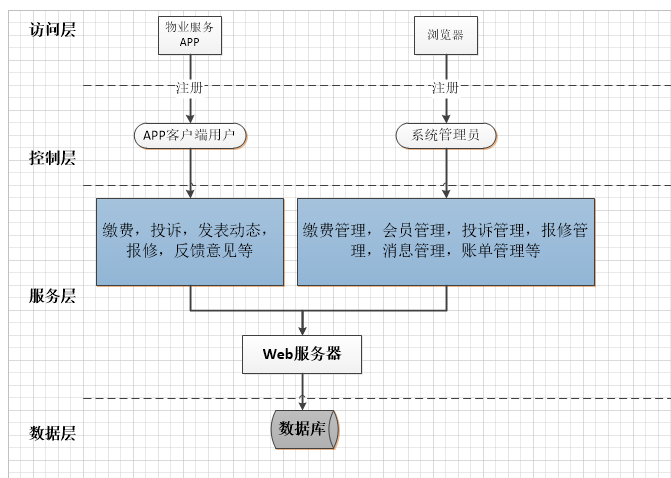 访问层
物业服务
APP
浏览器
注册
注册
APP客户端用户
系统管理员
控制层
缴费，投诉，发表动态，
报修，反馈意见等
缴费管理，会员管理，投诉管理，报修管
理，消息管理，账单管理等
服务层
Web服务器
数据库
数据层